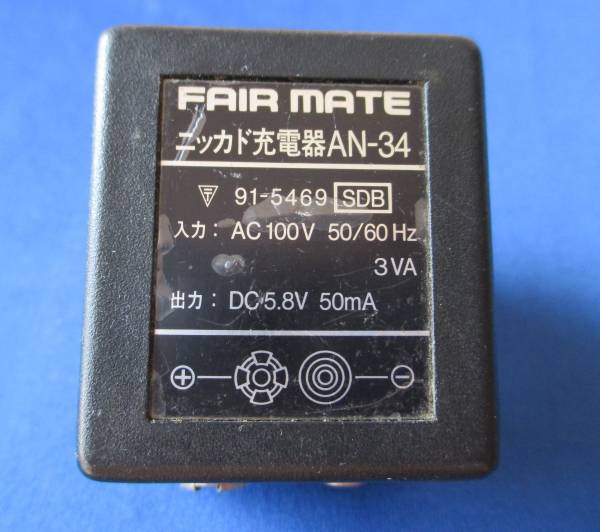 FAIR MATE
ニッカド充電器AN-34
〒 91-5469 SDB
入力: AC100V 50/60Hz
3VA
出力: DC5.8V 50mA
⊕ ⊖